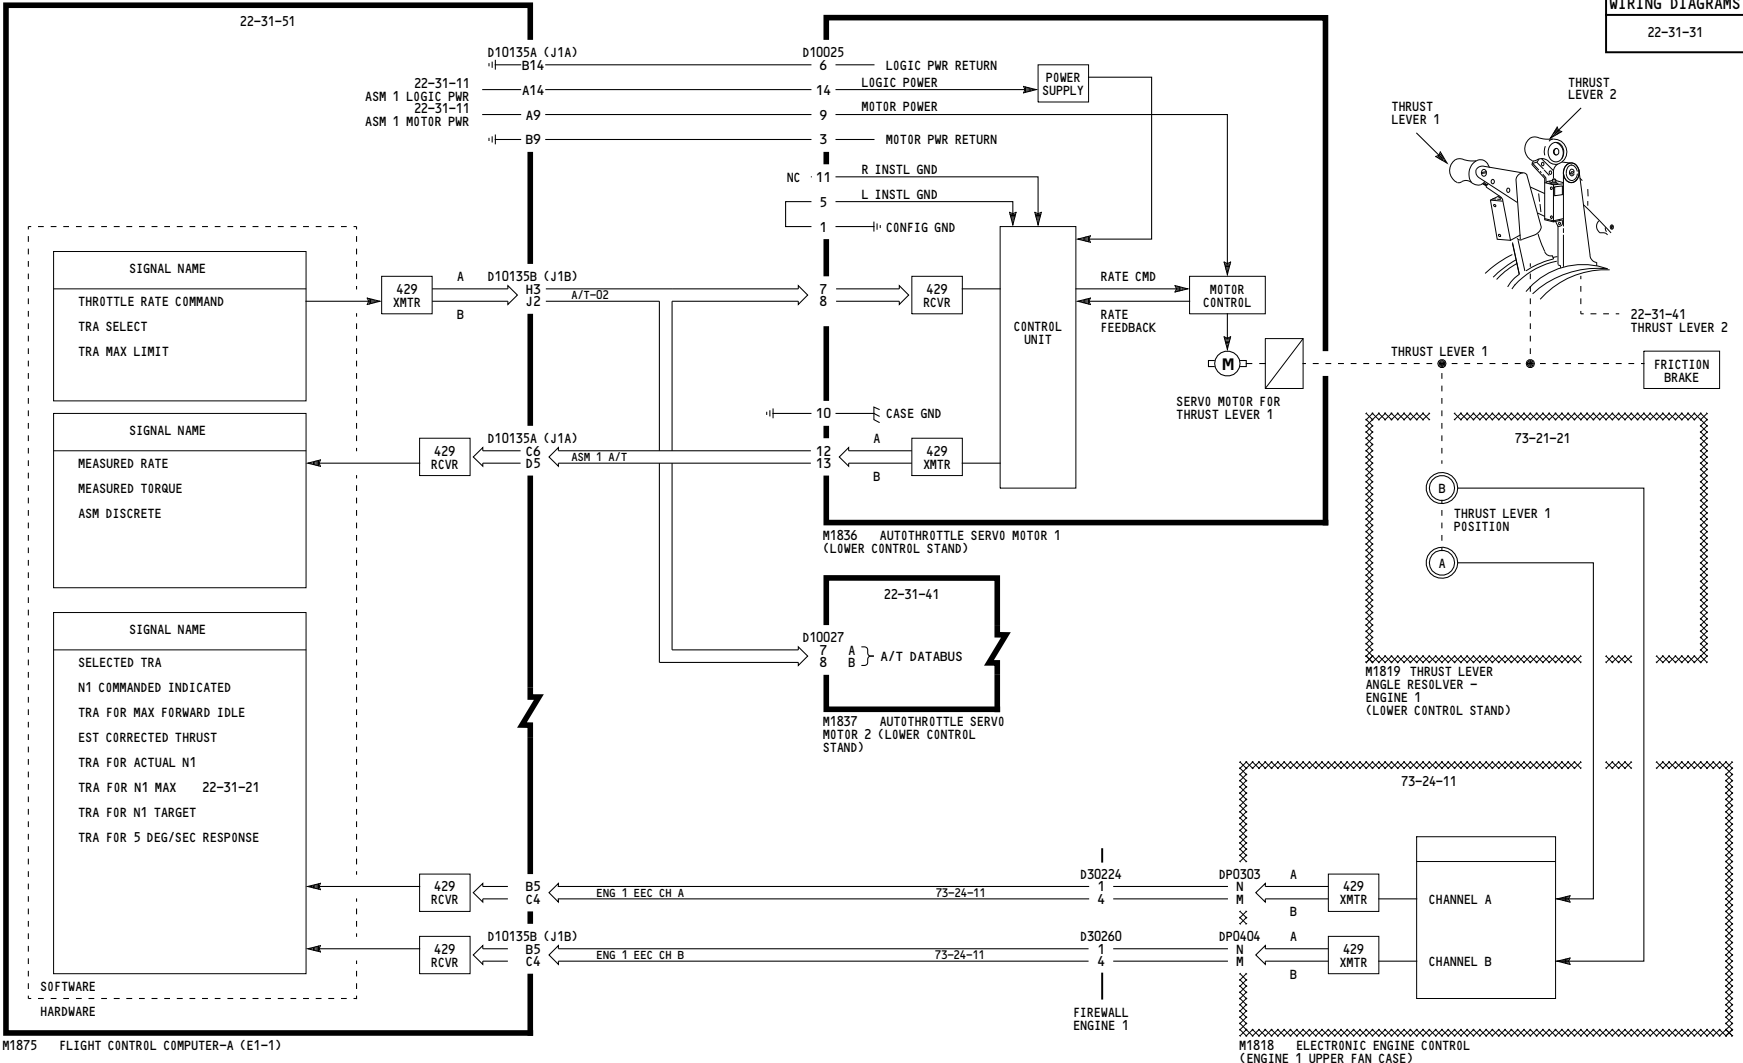 WIRING DIAGRAMS
22-31-31
22-31-51
D10135A (J1A)
B14
22-31-11
ASM 1 LOGIC PWR
A14
22-31-11
ASM 1 MOTOR PWR
A9
B9
D10025
6 LOGIC PWR RETURN
14 LOGIC POWER
9 MOTOR POWER
3 MOTOR PWR RETURN
NC 11 R INSTL GND
5 L INSTL GND
1 CONFIG GND
POWER
SUPPLY
THRUST
LEVER 1
THRUST
LEVER 2
SIGNAL NAME
THROTTLE RATE COMMAND
TRA SELECT
TRA MAX LIMIT
429
XMTR
A
B
D10135B (J1B)
H3
J2
A/T-02
7
8
429
RCVR
CONTROL
UNIT
RATE CMD
RATE
FEEDBACK
MOTOR
CONTROL
M
SERVO MOTOR FOR
THRUST LEVER 1
THRUST LEVER 1
22-31-41
THRUST LEVER 2
FRICTION
BRAKE
10 CASE GND
SIGNAL NAME
MEASURED RATE
MEASURED TORQUE
ASM DISCRETE
429
RCVR
D10135A (J1A)
C6
D5
ASM 1 A/T
12
13
A
B
429
XMTR
M1836 AUTOTHROTTLE SERVO MOTOR 1
(LOWER CONTROL STAND)
73-21-21
B
THRUST LEVER 1
POSITION
A
M1819 THRUST LEVER
ANGLE RESOLVER -
ENGINE 1
(LOWER CONTROL STAND)
22-31-41
D10027
7 A
8 B
A/T DATABUS
M1837 AUTOTHROTTLE SERVO
MOTOR 2 (LOWER CONTROL
STAND)
SIGNAL NAME
SELECTED TRA
N1 COMMANDED INDICATED
TRA FOR MAX FORWARD IDLE
EST CORRECTED THRUST
TRA FOR ACTUAL N1
TRA FOR N1 MAX 22-31-21
TRA FOR N1 TARGET
TRA FOR 5 DEG/SEC RESPONSE
73-24-11
429
RCVR
B5
C4
ENG 1 EEC CH A
73-24-11
D30224
1
4
DP0303
N
M
A
B
429
XMTR
CHANNEL A
429
RCVR
D10135B (J1B)
B5
C4
ENG 1 EEC CH B
73-24-11
D30260
1
4
DP0404
N
M
A
B
429
XMTR
CHANNEL B
SOFTWARE
HARDWARE
FIREWALL
ENGINE 1
M1875 FLIGHT CONTROL COMPUTER-A (E1-1)
M1818 ELECTRONIC ENGINE CONTROL
(ENGINE 1 UPPER FAN CASE)